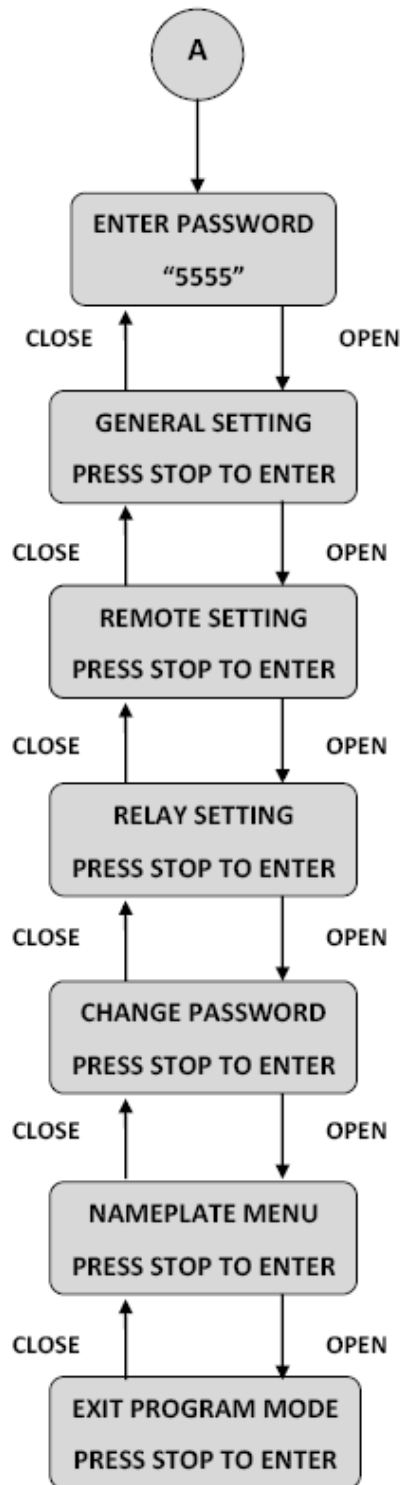 A
ENTER PASSWORD
“5555”
CLOSE OPEN
GENERAL SETTING
PRESS STOP TO ENTER
CLOSE OPEN
REMOTE SETTING
PRESS STOP TO ENTER
CLOSE OPEN
RELAY SETTING
PRESS STOP TO ENTER
CLOSE OPEN
CHANGE PASSWORD
PRESS STOP TO ENTER
CLOSE OPEN
NAMEPLATE MENU
PRESS STOP TO ENTER
CLOSE OPEN
EXIT PROGRAM MODE
PRESS STOP TO ENTER